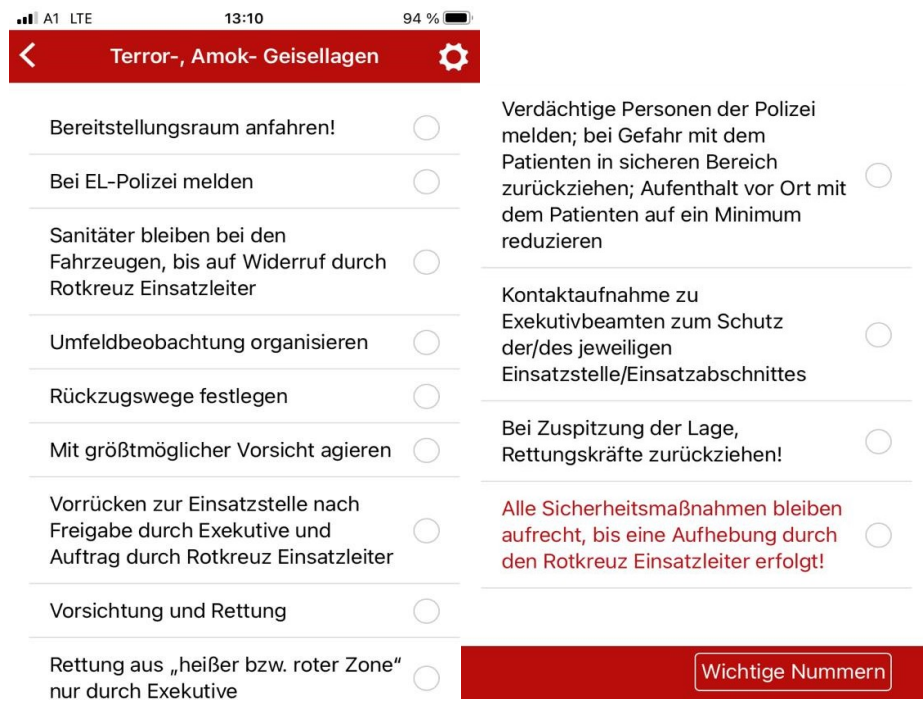 A1 LTE 13:10 94 %
Terror-, Amok- Geisellagen
Bereitstellungsraum anfahren!
Bei EL-Polizei melden
Sanitäter bleiben bei den
Fahrzeugen, bis auf Widerruf durch
Rotkreuz Einsatzleiter
Umfeldbeobachtung organisieren
Rückzugswege festlegen
Mit größtmöglicher Vorsicht agieren
Vorrücken zur Einsatzstelle nach
Freigabe durch Exekutive und
Auftrag durch Rotkreuz Einsatzleiter
Vorsichtung und Rettung
Rettung aus „heißer bzw. roter Zone“
nur durch Exekutive
Verdächtige Personen der Polizei
melden; bei Gefahr mit dem
Patienten in sicheren Bereich
zurückziehen; Aufenthalt vor Ort mit
dem Patienten auf ein Minimum
reduzieren
Kontaktaufnahme zu
Exekutivbeamten zum Schutz
der/des jeweiligen
Einsatzstelle/Einsatzabschnittes
Bei Zuspitzung der Lage,
Rettungskräfte zurückziehen!
Alle Sicherheitsmaßnahmen bleiben
aufrecht, bis eine Aufhebung durch
den Rotkreuz Einsatzleiter erfolgt!
Wichtige Nummern